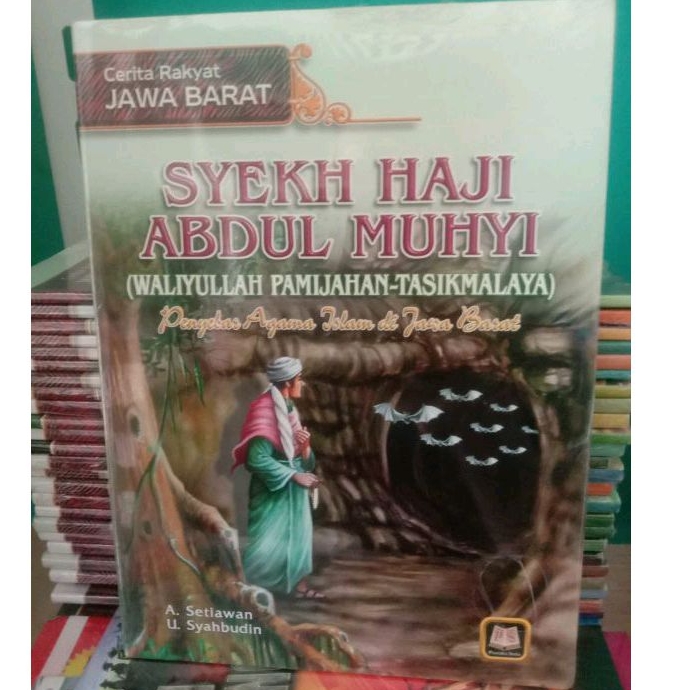 Cerita Rakyat
JAWA BARAT
SYEKH HAJI
ABDUL MUHYI
(WALIYULLAH PAMIJAHAN-TASIKMALAYA)
Penyebar Agama Islam di Jawa Barat
A. Setiawan
U. Syahbudin